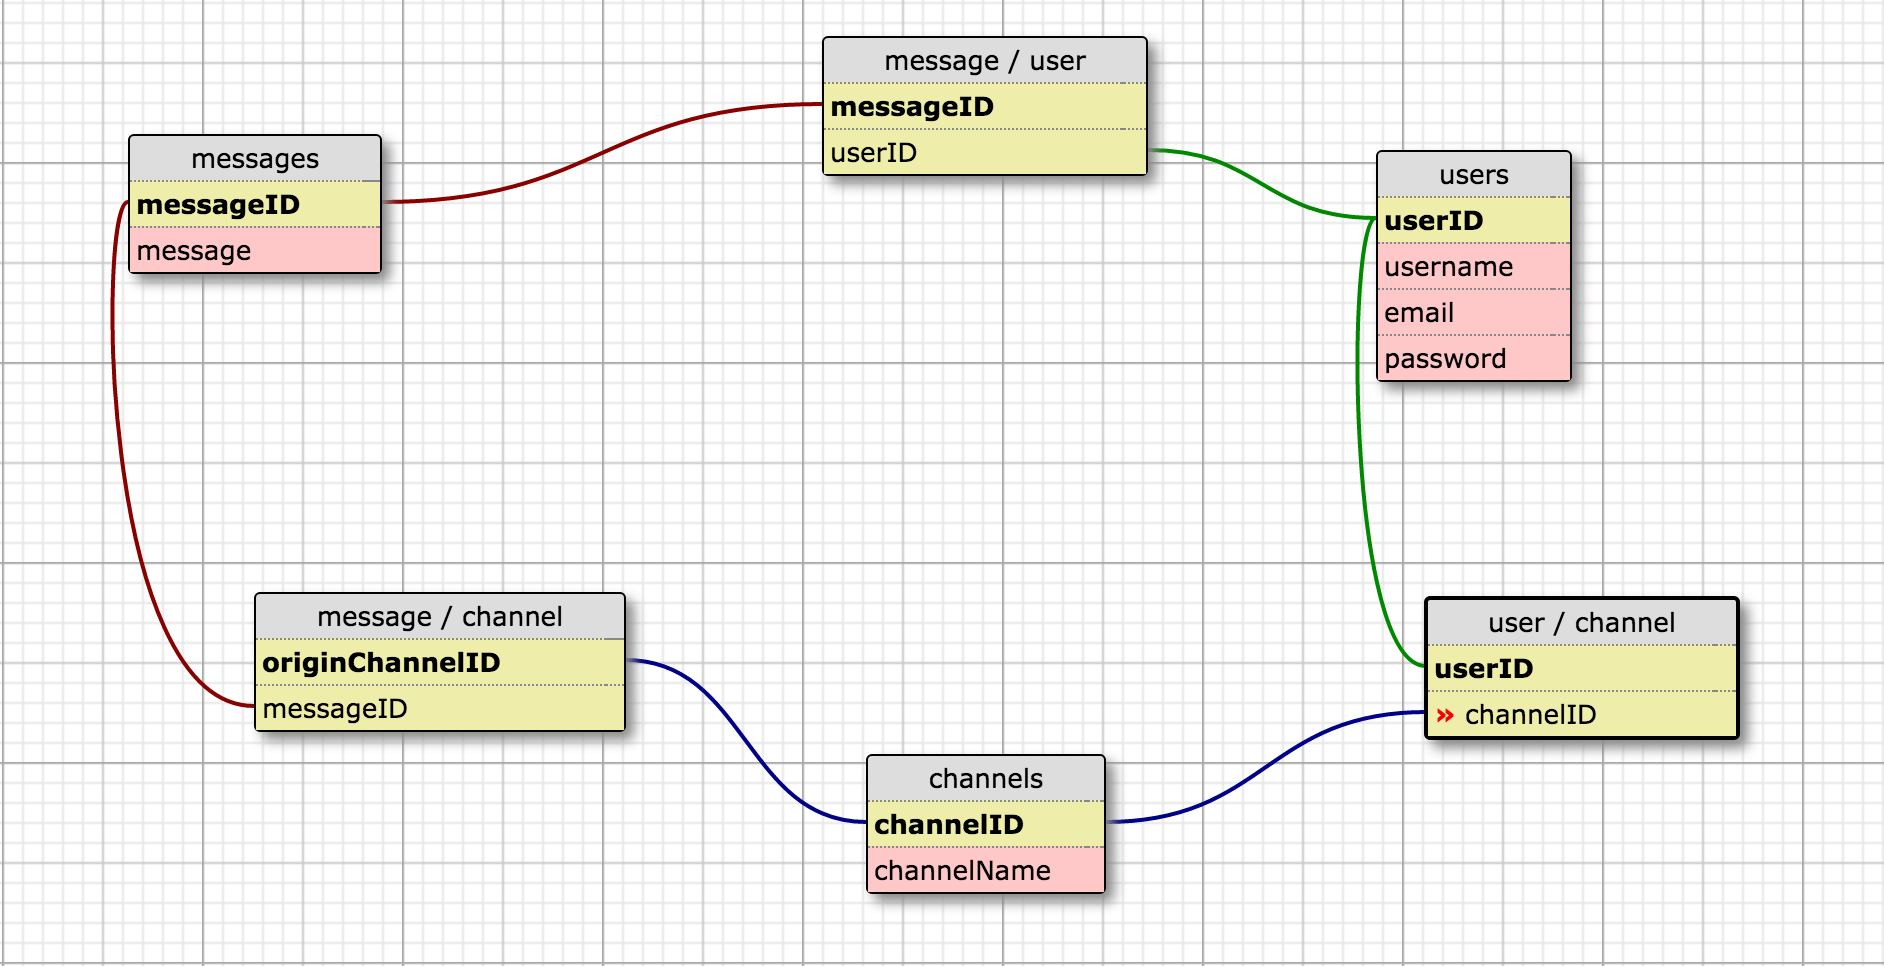 message / user
messageID
userID
messages
messageID
message
users
userID
username
email
password
message / channel
originChannelID
messageID
user / channel
userID
» channelID
channels
channelID
channelName